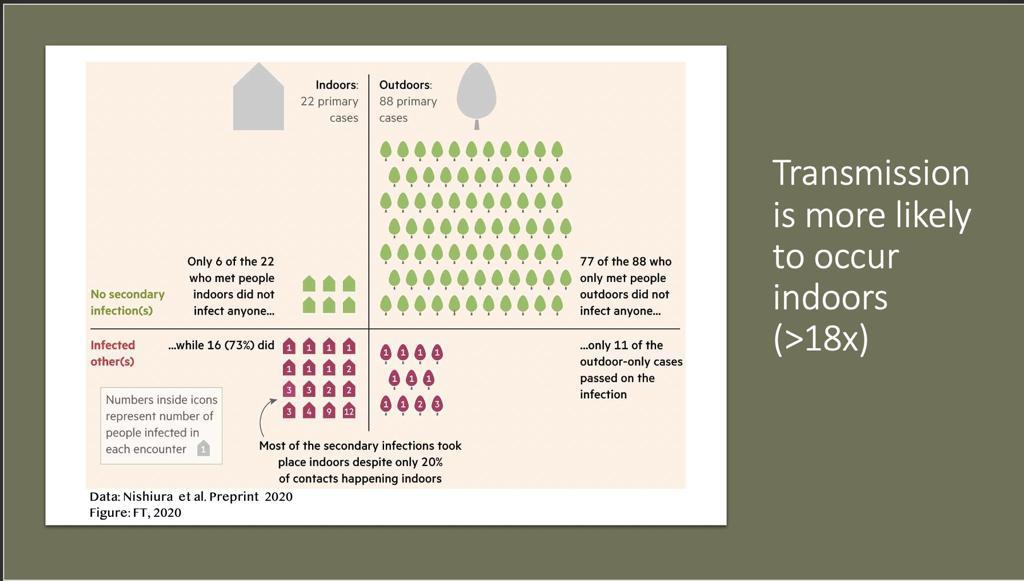 Indoors:
22 primary
cases
Outdoors:
88 primary
cases
Only 6 of the 22
who met people
indoors did not
infect anyone...
77 of the 88 who
only met people
outdoors did not
infect anyone...
No secondary
infection(s)
Infected
other(s)
...while 16 (73%) did
1 1 1 1
1 1 1 2
3 3 2 2
3 4 9 12
1 1 1 1
1 1 1
1 1 2 3
...only 11 of the
outdoor-only cases
passed on the
infection
Numbers inside icons
represent number of
people infected in
each encounter 1
Most of the secondary infections took
place indoors despite only 20%
of contacts happening indoors
Data: Nishiura et al. Preprint 2020
Figure: FT, 2020
Transmission
is more likely
to occur
indoors
(>18x)